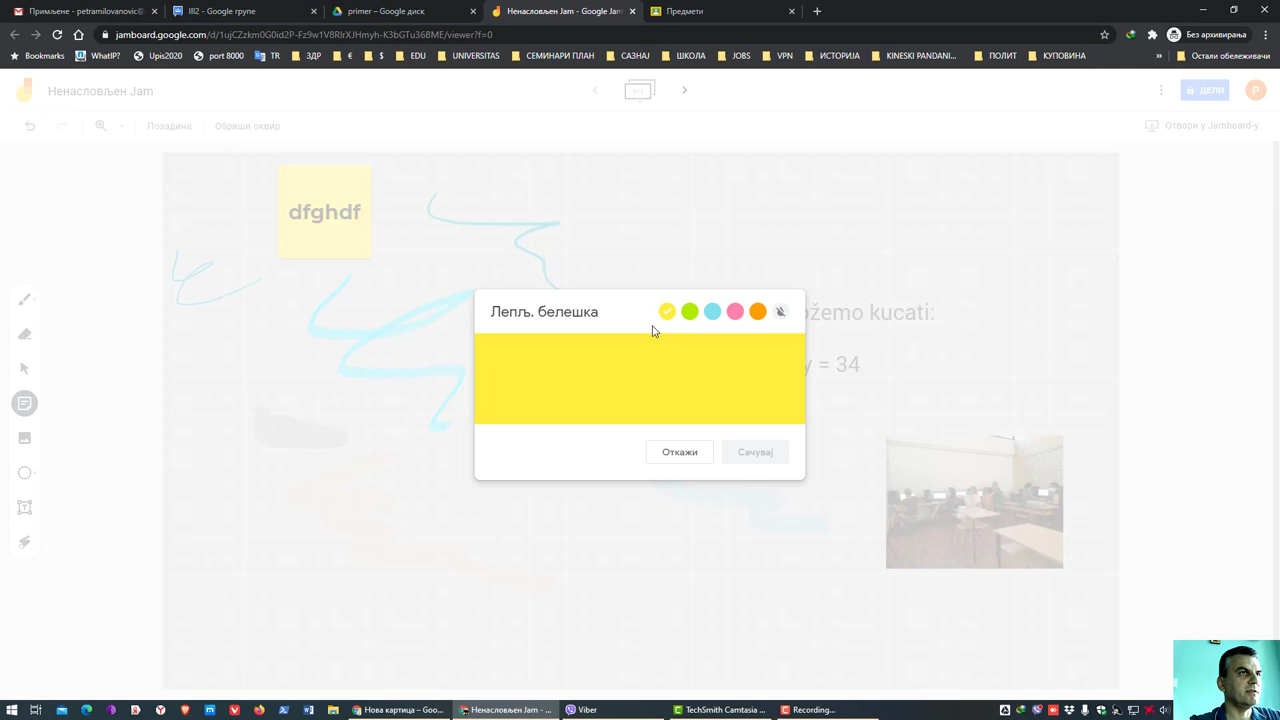 Примљене - petramilovanovic@
III2 - Google групе
primer – Google диск
Ненасловљен Jam - Google Jam
Предмети
jamboard.google.com/d/1ujCZzkm0G0id2P-Fz9w1V8RlrXJHmyh-K3bGTu36BME/viewer?f=0
Без архивирања
Bookmarks
WhatIP?
Upis2020
port 8000
TR
ЗДР
€
$
EDU
UNIVERSITAS
СЕМИНАРИ ПЛАН
САЗНАЈ
ШКОЛА
JOBS
VPN
ИСТОРИЈА
KINESKI PANDANI...
ПОЛИТ
КУПОВИНА
Остали обележивачи
Ненасловљен Jam
ДЕЛИ
P
Позадина
Обриши оквир
Отвори у Jamboard-у
dfghdf
Лепљ. белешка
ožemo kucati:
y = 34
Откажи
Сачувај
Нова картица – Goo...
Ненасловљен Jam - ...
Viber
TechSmith Camtasia ...
Recording...